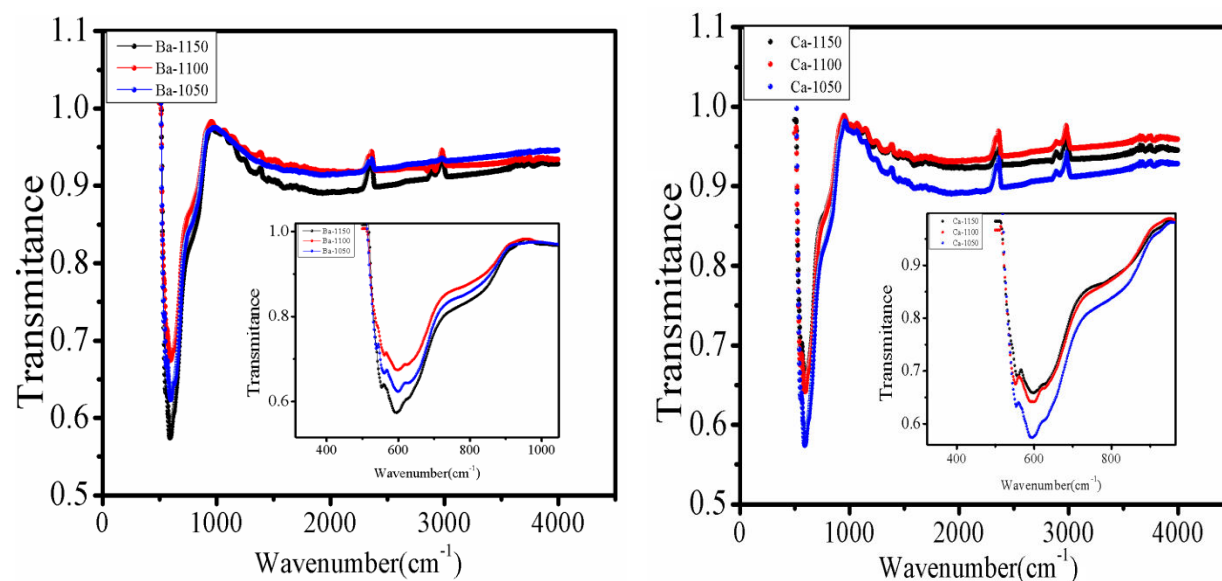 1.1
1.0
0.9
0.8
0.7
0.6
0.5
Transmitance
Ba-1150
Ba-1100
Ba-1050
1.0
0.8
0.6
Transmitance
Ba-1150
Ba-1100
Ba-1050
400 600 800 1000
Wavenumber(cm-1)
0 1000 2000 3000 4000
Wavenumber(cm-1)
1.1
1.0
0.9
0.8
0.7
0.6
0.5
Transmitance
Ca-1150
Ca-1100
Ca-1050
0.9
0.8
0.7
0.6
Transmitance
Ca-1150
Ca-1100
Ca-1050
400 600 800
Wavenumber(cm-1)
0 1000 2000 3000 4000
Wavenumber(cm-1)